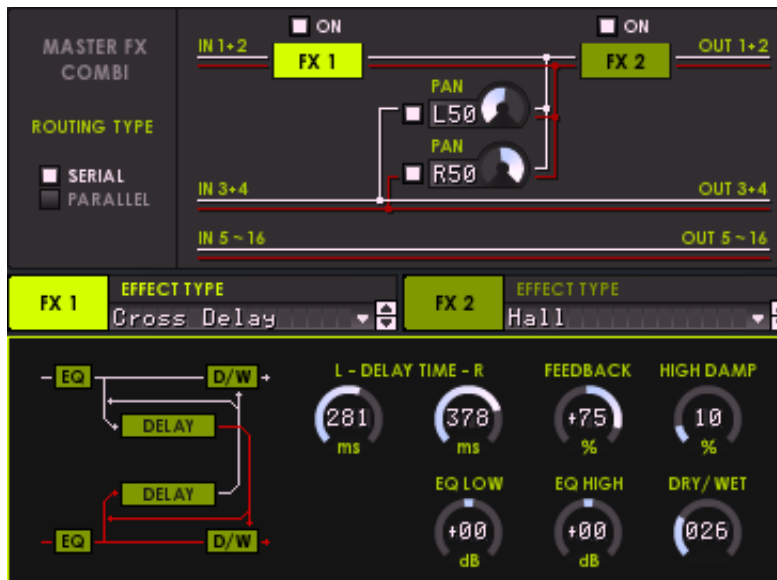 MASTER FX
COMBI
ROUTING TYPE
SERIAL
PARALLEL
ON
ON
IN 1+2
FX 1
FX 2
OUT 1+2
PAN
L50
PAN
R50
IN 3+4
OUT 3+4
IN 5 ~ 16
OUT 5 ~ 16
FX 1
EFFECT TYPE
Cross Delay
FX 2
EFFECT TYPE
Hall
EQ
D/W
DELAY
DELAY
EQ
D/W
L - DELAY TIME - R
281
ms
378
ms
FEEDBACK
+75
%
HIGH DAMP
10
%
EQ LOW
+00
dB
EQ HIGH
+00
dB
DRY/ WET
026